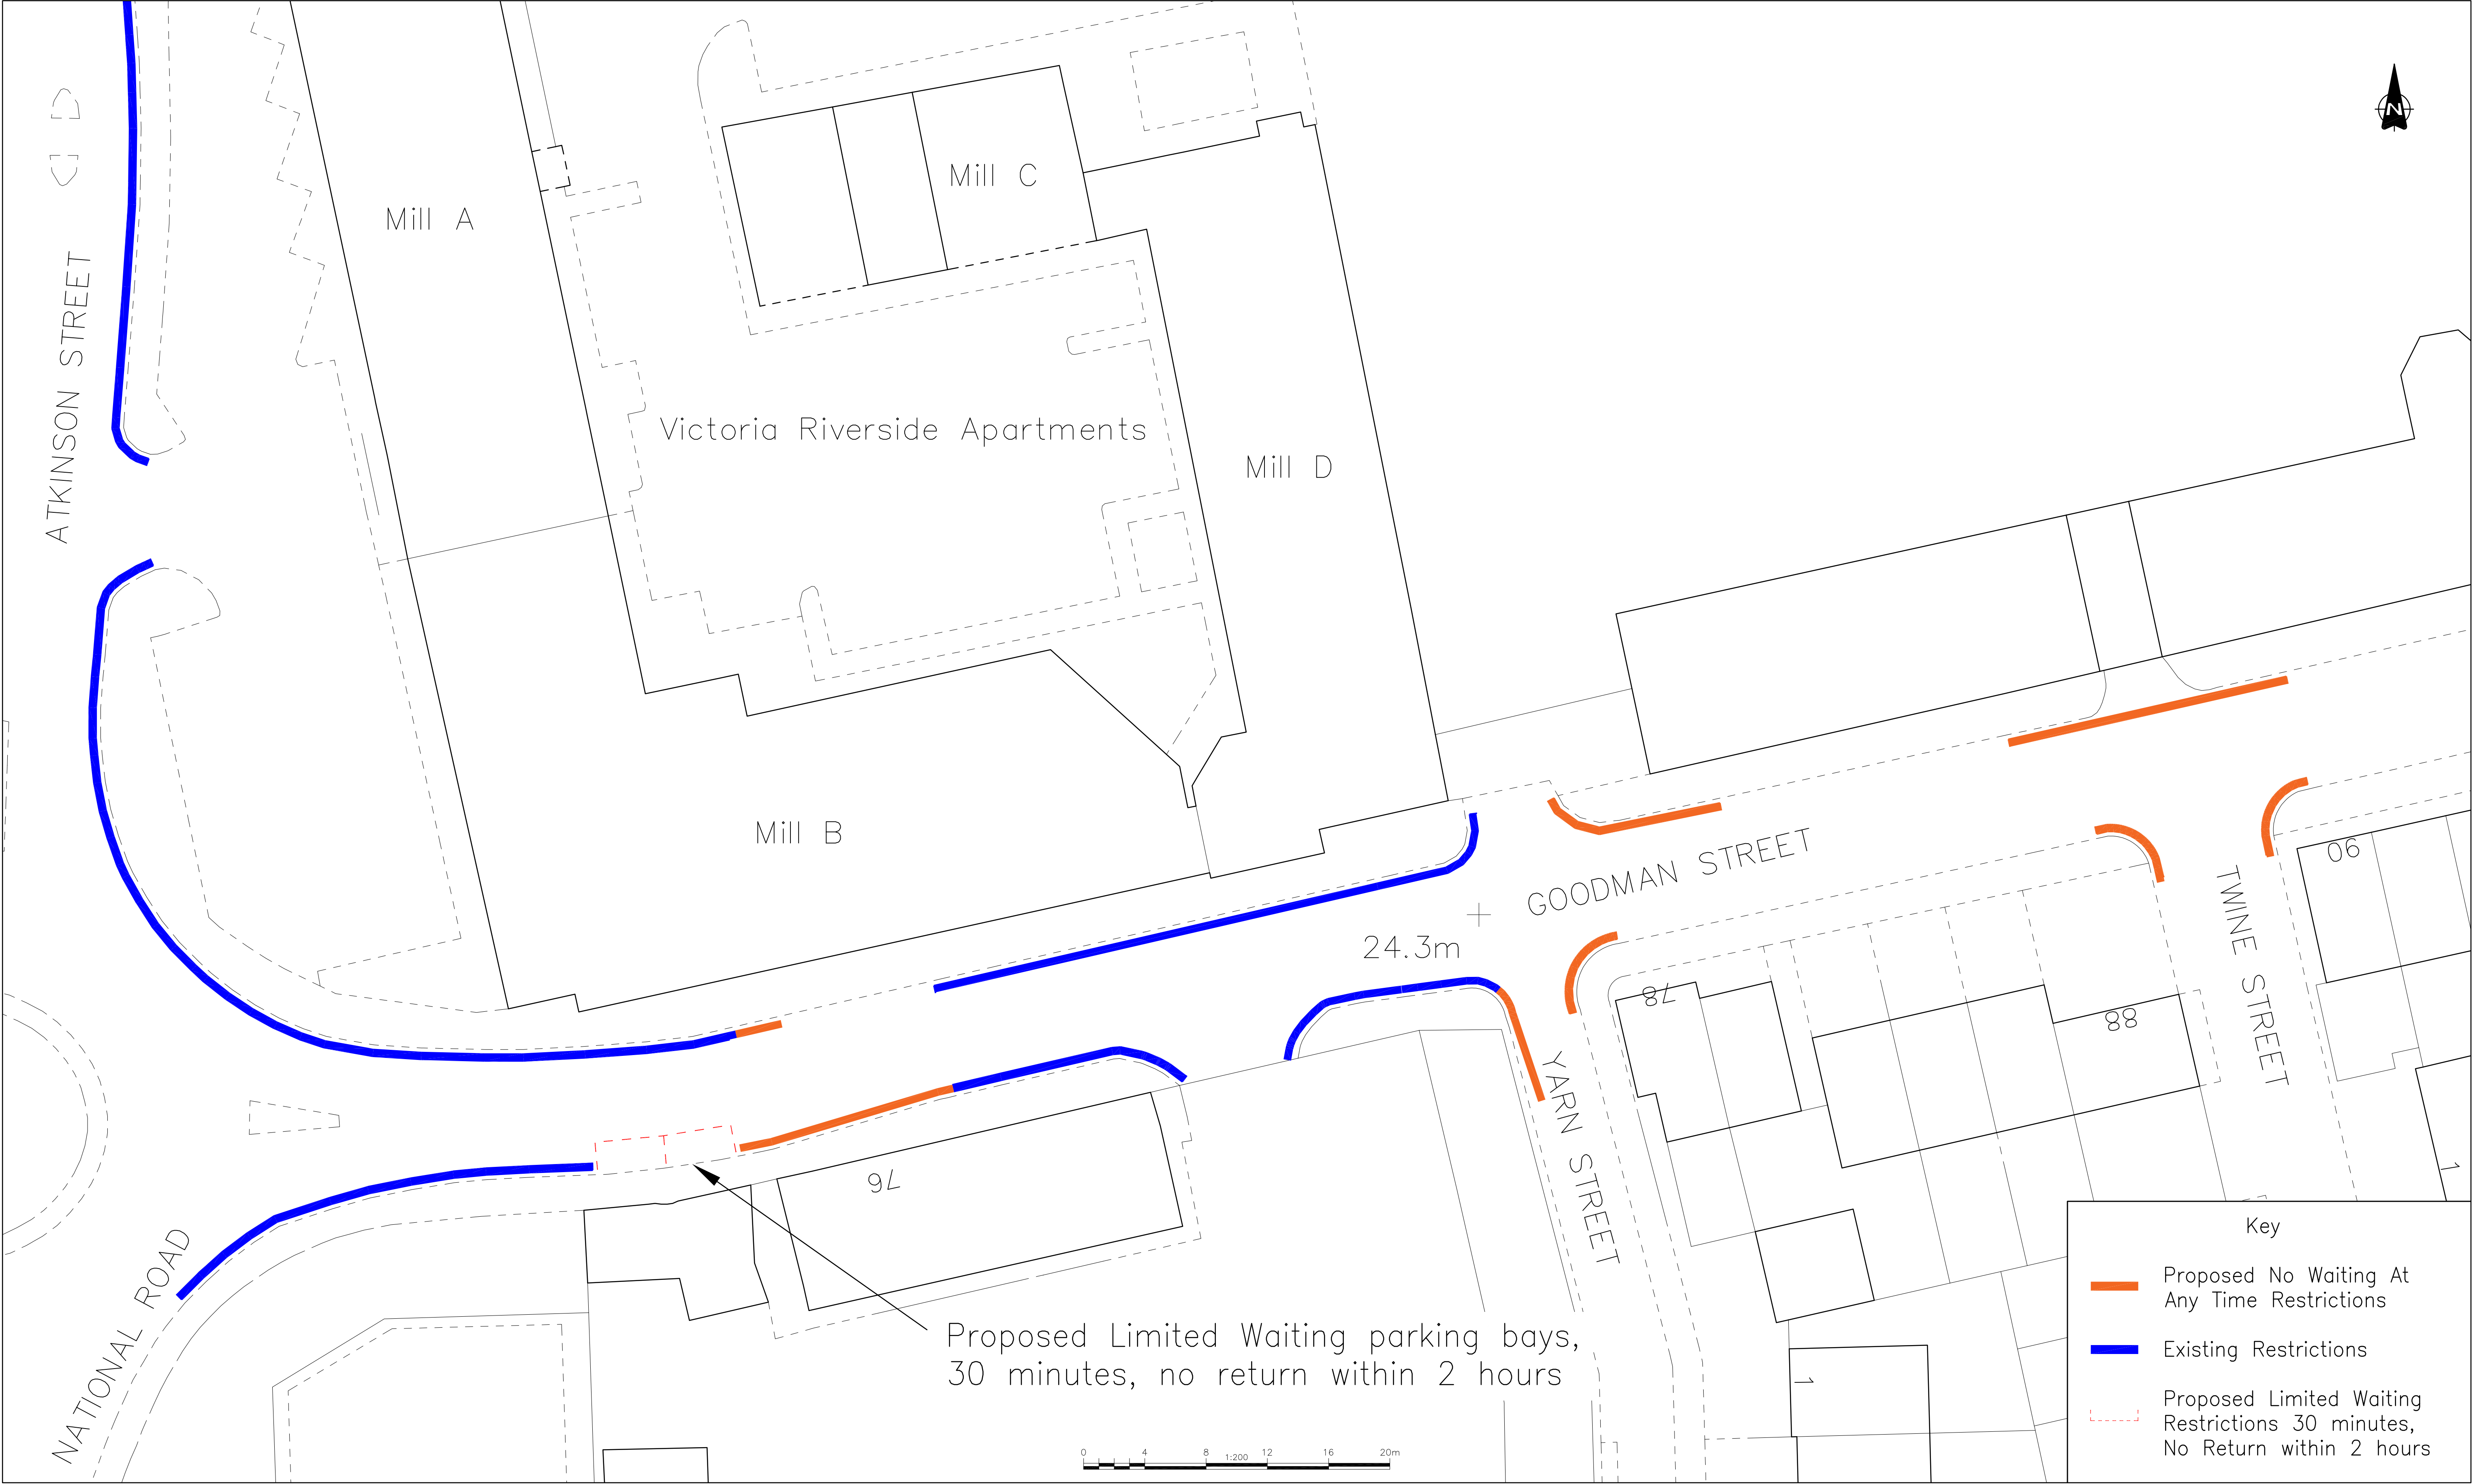 N
Mill C
Mill A
ATKINSON STREET
Victoria Riverside Apartments
Mill D
Mill B
GOODMAN STREET
90
TWINE STREET
24.3m
78
88
YARN STREET
76
1
NATIONAL ROAD
Proposed Limited Waiting parking bays,
30 minutes, no return within 2 hours
1
0 4 8 12 16 20m
1:200
Key
Proposed No Waiting At
Any Time Restrictions
Existing Restrictions
Proposed Limited Waiting
Restrictions 30 minutes,
No Return within 2 hours